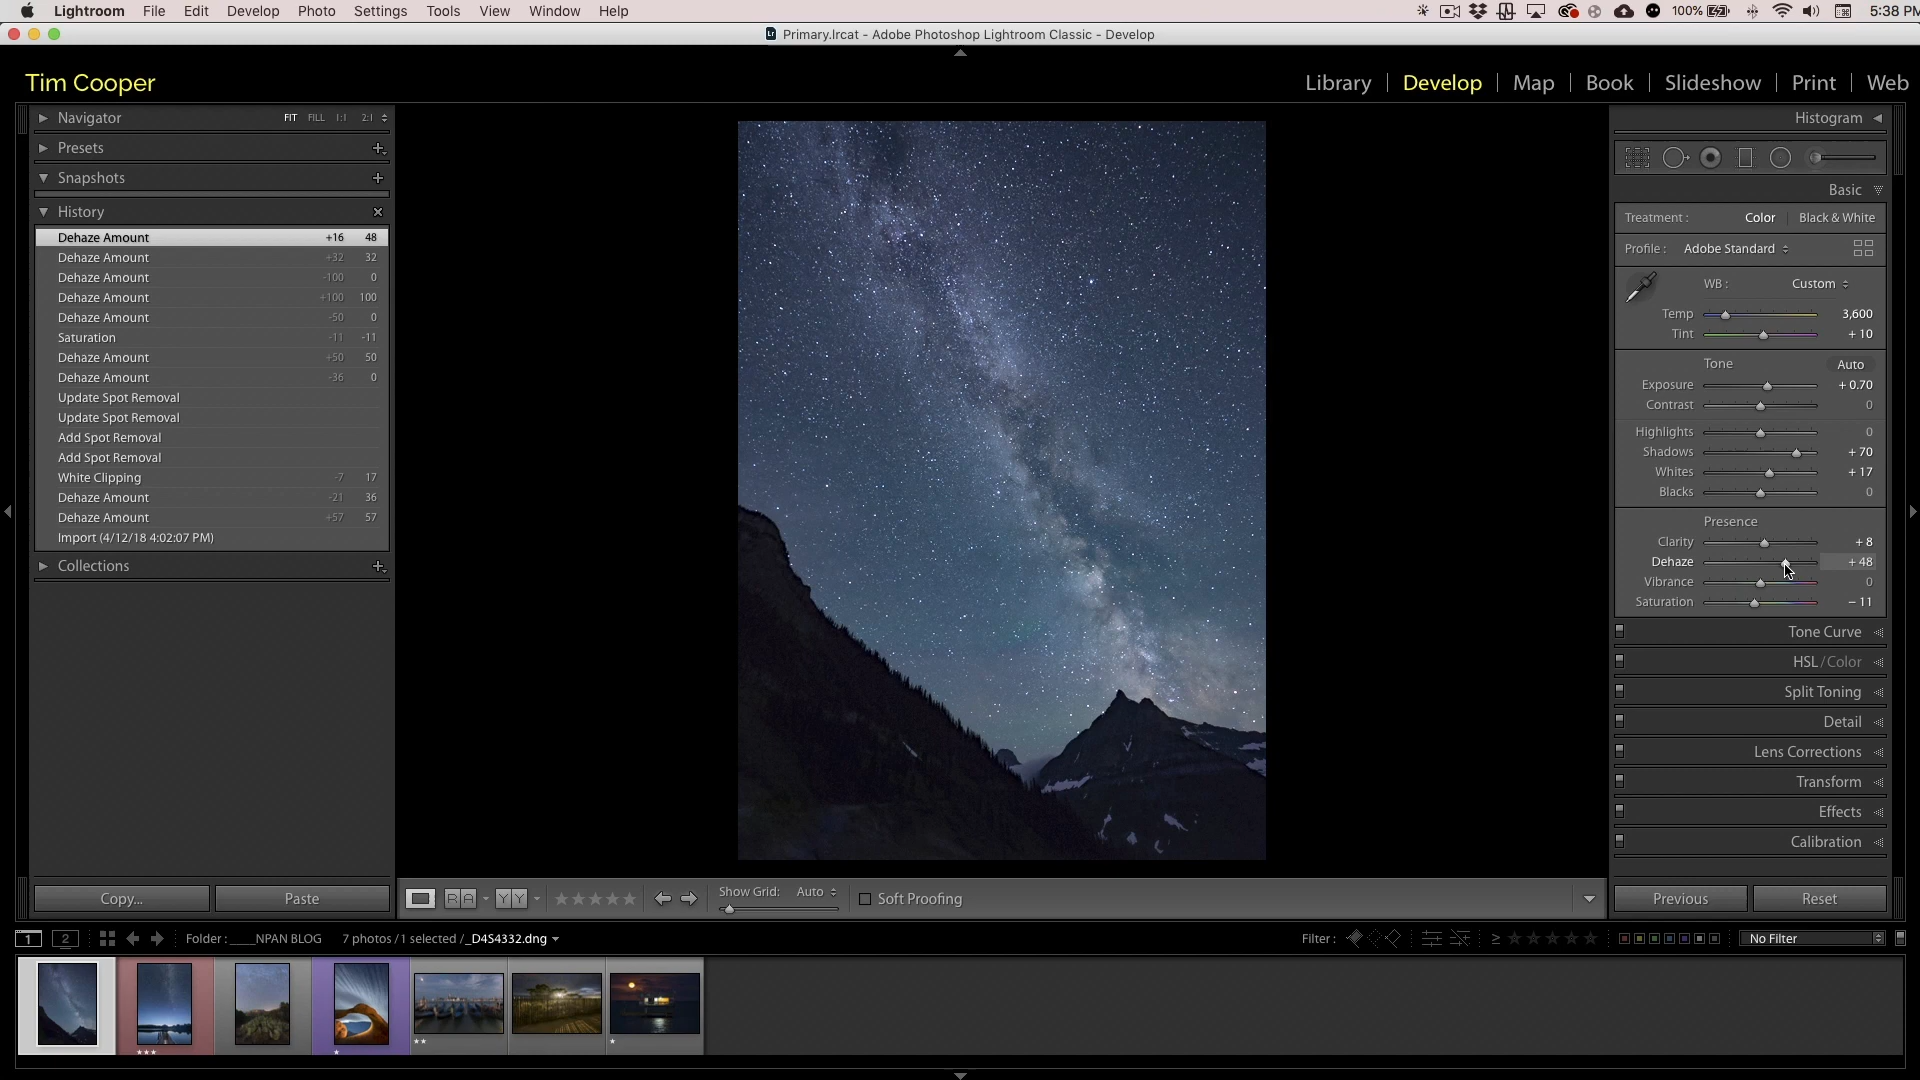 Lightroom File Edit Develop Photo Settings Tools View Window Help 100% 5:38 PM
Primary.lrcat - Adobe Photoshop Lightroom Classic - Develop
Tim Cooper
Library Develop Map Book Slideshow Print Web
Navigator FIT FILL 1:1 2:1
Presets
Snapshots
History
Dehaze Amount +16 48
Dehaze Amount +32 32
Dehaze Amount -100 0
Dehaze Amount +100 100
Dehaze Amount -50 0
Saturation -11 -11
Dehaze Amount +50 50
Dehaze Amount -36 0
Update Spot Removal
Update Spot Removal
Add Spot Removal
Add Spot Removal
White Clipping -7 17
Dehaze Amount -21 36
Dehaze Amount +57 57
Import (4/12/18 4:02:07 PM)
Collections
Copy... Paste
Histogram
Basic
Treatment : Color Black & White
Profile : Adobe Standard
WB : Custom
Temp 3,600
Tint + 10
Tone Auto
Exposure + 0.70
Contrast 0
Highlights 0
Shadows + 70
Whites + 17
Blacks 0
Presence
Clarity + 8
Dehaze + 48
Vibrance 0
Saturation – 11
Tone Curve
HSL / Color
Split Toning
Detail
Lens Corrections
Transform
Effects
Calibration
Previous Reset
R A Y Y Show Grid: Auto Soft Proofing
1 2 Folder : ____NPAN BLOG 7 photos / 1 selected / _D4S4332.dng Filter : ≥ No Filter